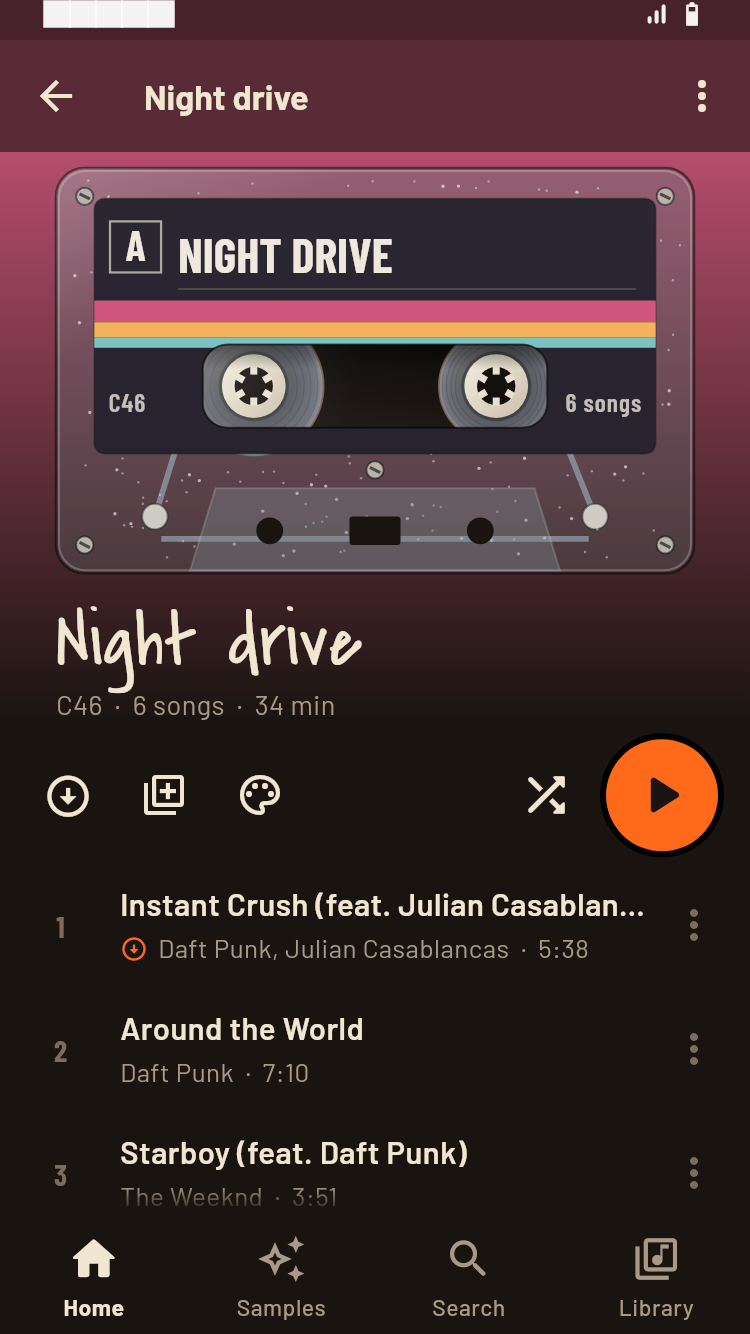 Night drive
A
NIGHT DRIVE
C46
6 songs
Night drive
C46 · 6 songs · 34 min
1
Instant Crush (feat. Julian Casablan...
Daft Punk, Julian Casablancas · 5:38
2
Around the World
Daft Punk · 7:10
3
Starboy (feat. Daft Punk)
The Weeknd · 3:51
Home
Samples
Search
Library